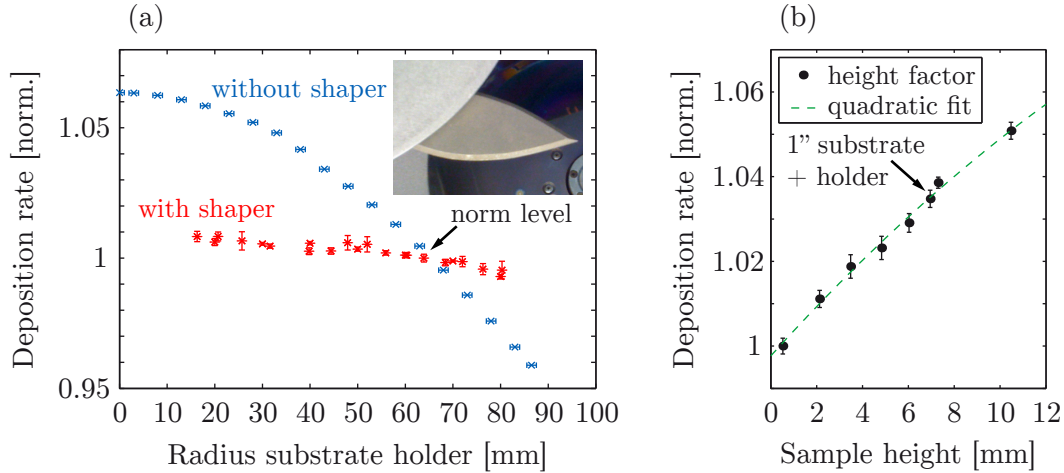 (a)
Deposition rate [norm.]
1.05
1
0.95
without shaper
with shaper
norm level
0 10 20 30 40 50 60 70 80 90 100
Radius substrate holder [mm]
(b)
Deposition rate [norm.]
1.06
1.04
1.02
1
height factor
quadratic fit
1” substrate
+ holder
0 2 4 6 8 10 12
Sample height [mm]